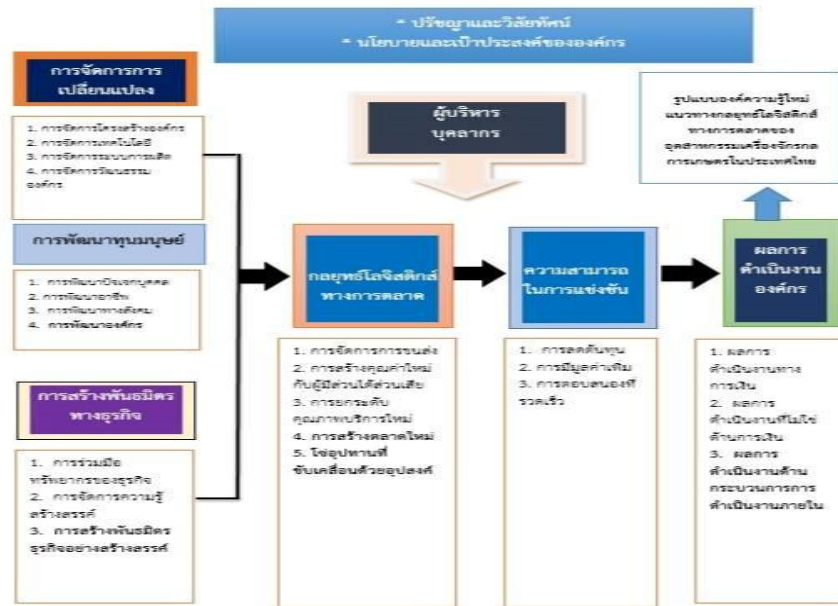 * ปรัชญาและวิสัยทัศน์
* นโยบายและเป้าประสงค์ขององค์กร
การจัดการการ
เปลี่ยนแปลง
1. การจัดการโครงสร้างองค์กร
2. การจัดการเทคโนโลยี
3. การจัดการระบบการผลิต
4. การจัดการวัฒนธรรม
องค์กร
การพัฒนาทุนมนุษย์
1. การพัฒนาปัจเจกบุคคล
2. การพัฒนาอาชีพ
3. การพัฒนาทางสังคม
4. การพัฒนาองค์กร
การสร้างพันธมิตร
ทางธุรกิจ
1. การร่วมมือ
ทรัพยากรของธุรกิจ
2. การจัดการความรู้
สร้างสรรค์
3. การสร้างพันธมิตร
ธุรกิจอย่างสร้างสรรค์
ผู้บริหาร
บุคลากร
กลยุทธ์โลจิสติกส์
ทางการตลาด
1. การจัดการการขนส่ง
2. การสร้างคุณค่าใหม่
กับผู้มีส่วนได้ส่วนเสีย
3. การยกระดับ
คุณภาพบริการใหม่
4. การสร้างตลาดใหม่
5. โซ่อุปทานที่
ขับเคลื่อนด้วยอุปสงค์
ความสามารถ
ในการแข่งขัน
1. การลดต้นทุน
2. การมีมูลค่าเพิ่ม
3. การตอบสนองที่
รวดเร็ว
รูปแบบองค์ความรู้ใหม่
แนวทางกลยุทธ์โลจิสติกส์
ทางการตลาดของ
อุตสาหกรรมเครื่องจักรกล
การเกษตรในประเทศไทย
ผลการ
ดำเนินงาน
องค์กร
1. ผลการ
ดำเนินงานทาง
การเงิน
2. ผลการ
ดำเนินงานที่ไม่ใช่
ด้านการเงิน
3. ผลการ
ดำเนินงานด้าน
กระบวนการการ
ดำเนินงานภายใน